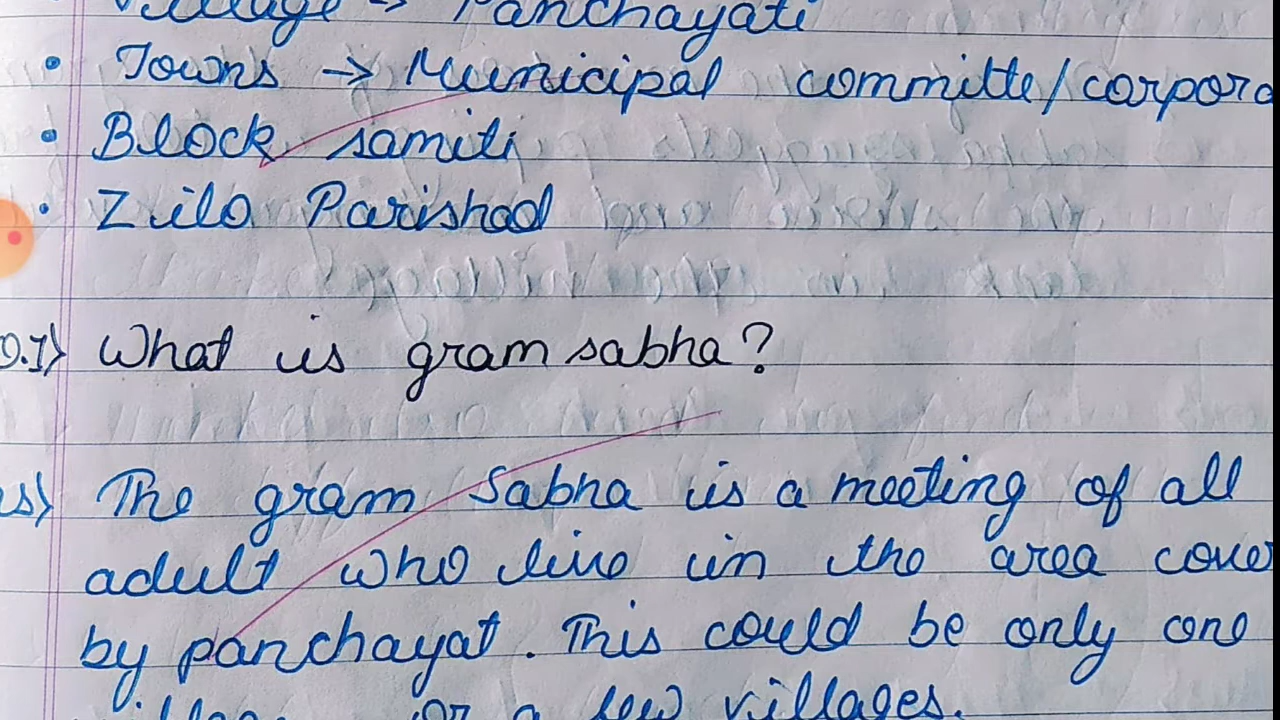 Village → Panchayati
• Towns → Municipal committe/corpora
• Block samiti
• Zila Parishad
Q.1) What is gram sabha?
s) The gram Sabha is a meeting of all
adult who live in the area cover
by panchayat. This could be only one
village or a few villages.